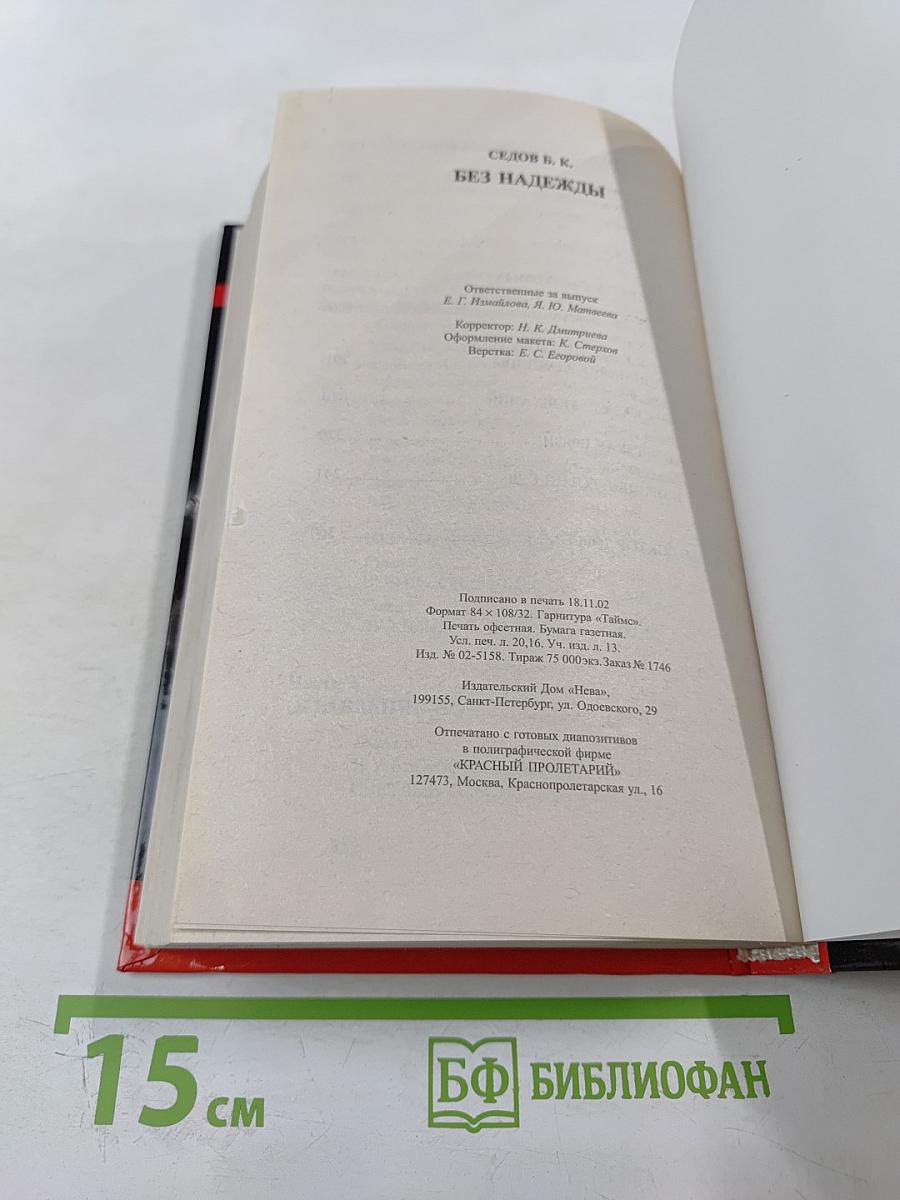 СЕДОВ Б. К.
БЕЗ НАДЕЖДЫ
Ответственные за выпуск
Е. Г. Измайлова, Я. Ю. Матвеева
Корректор: Н. К. Дмитриева
Оформление макета: К. Стерхов
Верстка: Е. С. Егоровой
Подписано в печать 18.11.02
Формат 84 × 108/32. Гарнитура «Таймс».
Печать офсетная. Бумага газетная.
Усл. печ. л. 20,16. Уч. изд. л. 13.
Изд. № 02-5158. Тираж 75 000экз. Заказ № 1746
Издательский Дом «Нева»,
199155, Санкт-Петербург, ул. Одоевского, 29
Отпечатано с готовых диапозитивов
в полиграфической фирме
«КРАСНЫЙ ПРОЛЕТАРИЙ»
127473, Москва, Краснопролетарская ул., 16
15 см
БФ БИБЛИОФАН